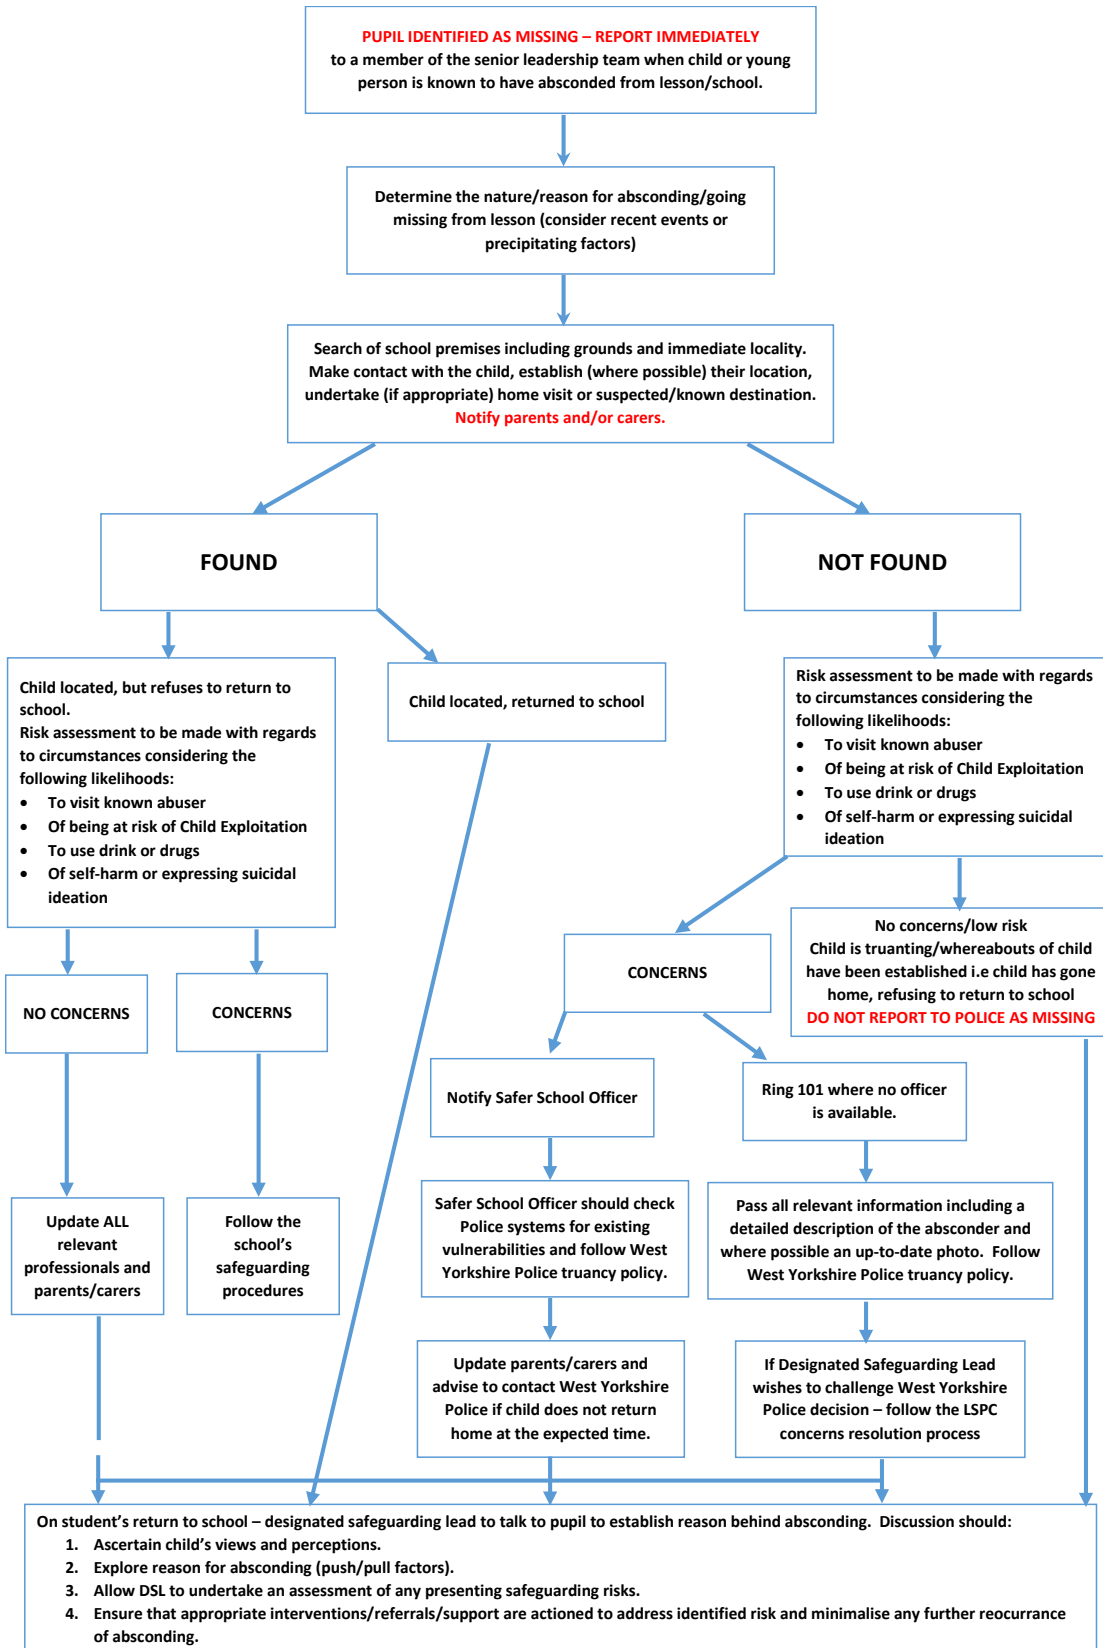 PUPIL IDENTIFIED AS MISSING – REPORT IMMEDIATELY
to a member of the senior leadership team when child or young
person is known to have absconded from lesson/school.
Determine the nature/reason for absconding/going
missing from lesson (consider recent events or
precipitating factors)
Search of school premises including grounds and immediate locality.
Make contact with the child, establish (where possible) their location,
undertake (if appropriate) home visit or suspected/known destination.
Notify parents and/or carers.
FOUND
NOT FOUND
Child located, but refuses to return to
school.
Risk assessment to be made with regards
to circumstances considering the
following likelihoods:
• To visit known abuser
• Of being at risk of Child Exploitation
• To use drink or drugs
• Of self-harm or expressing suicidal
ideation
Child located, returned to school
Risk assessment to be made with regards
to circumstances considering the
following likelihoods:
• To visit known abuser
• Of being at risk of Child Exploitation
• To use drink or drugs
• Of self-harm or expressing suicidal
ideation
NO CONCERNS
CONCERNS
CONCERNS
No concerns/low risk
Child is truanting/whereabouts of child
have been established i.e child has gone
home, refusing to return to school
DO NOT REPORT TO POLICE AS MISSING
Notify Safer School Officer
Ring 101 where no officer
is available.
Update ALL
relevant
professionals and
parents/carers
Follow the
school's
safeguarding
procedures
Safer School Officer should check
Police systems for existing
vulnerabilities and follow West
Yorkshire Police truancy policy.
Pass all relevant information including a
detailed description of the absconder and
where possible an up-to-date photo. Follow
West Yorkshire Police truancy policy.
Update parents/carers and
advise to contact West Yorkshire
Police if child does not return
home at the expected time.
If Designated Safeguarding Lead
wishes to challenge West Yorkshire
Police decision – follow the LSPC
concerns resolution process
On student's return to school – designated safeguarding lead to talk to pupil to establish reason behind absconding. Discussion should:
1. Ascertain child's views and perceptions.
2. Explore reason for absconding (push/pull factors).
3. Allow DSL to undertake an assessment of any presenting safeguarding risks.
4. Ensure that appropriate interventions/referrals/support are actioned to address identified risk and minimalise any further reocurrance
of absconding.